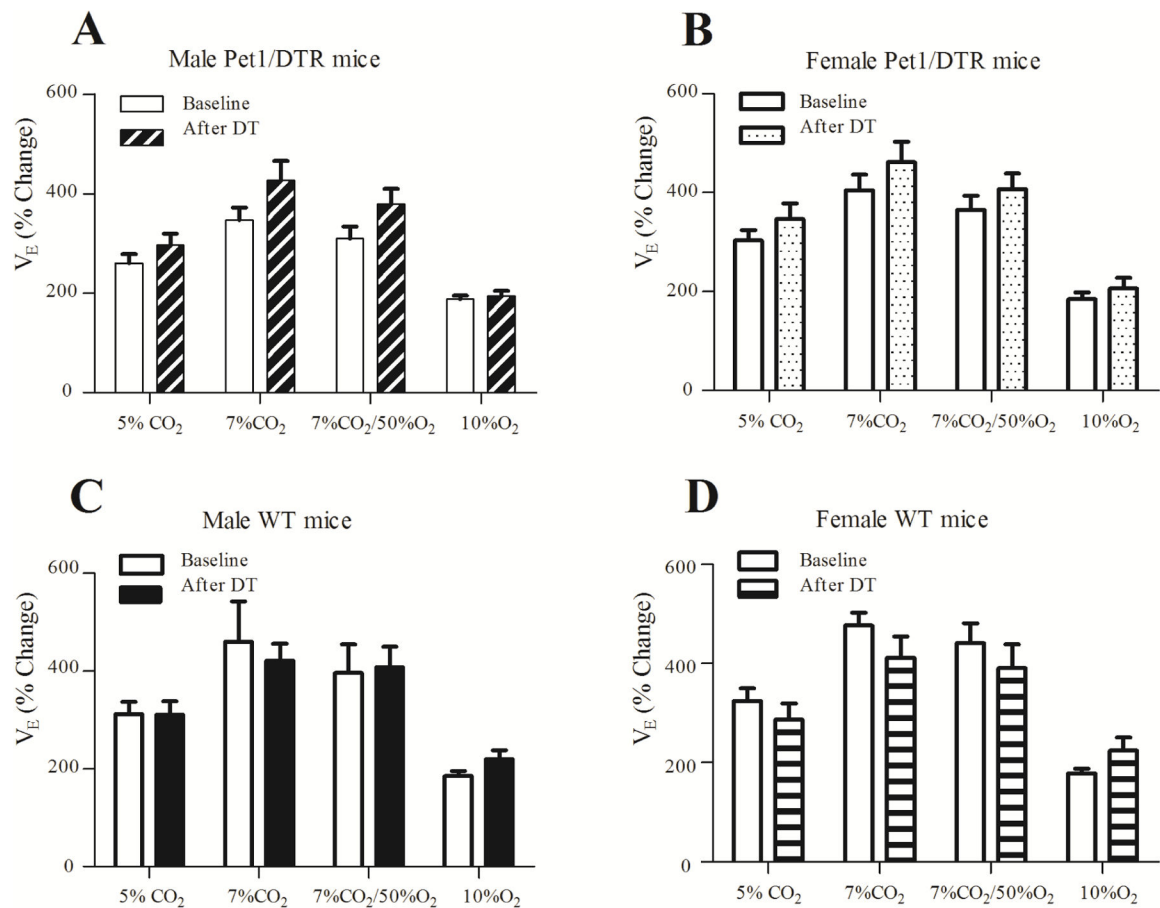 A
Male Pet1/DTR mice
V_E (% Change)
600
400
200
0
Baseline
After DT
5% CO₂
7%CO₂
7%CO₂/50%O₂
10%O₂
B
Female Pet1/DTR mice
V_E (% Change)
600
400
200
0
Baseline
After DT
5% CO₂
7%CO₂
7%CO₂/50%O₂
10%O₂
C
Male WT mice
V_E (% Change)
600
400
200
0
Baseline
After DT
5% CO₂
7%CO₂
7%CO₂/50%O₂
10%O₂
D
Female WT mice
V_E (% Change)
600
400
200
0
Baseline
After DT
5% CO₂
7%CO₂
7%CO₂/50%O₂
10%O₂